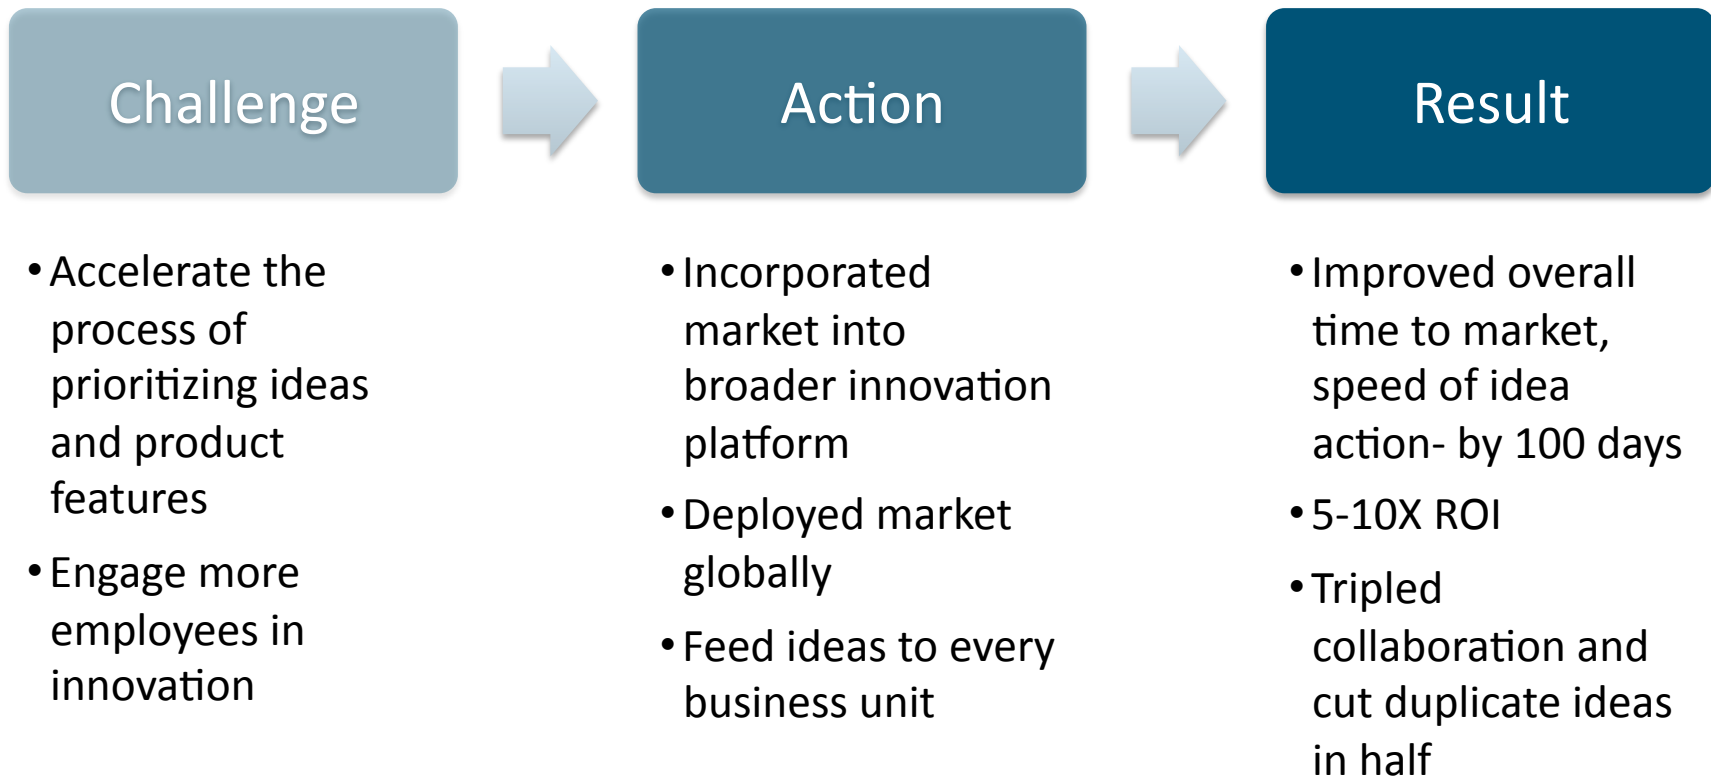 Challenge
Action
Result
•Accelerate the
process of
prioritizing ideas
and product
features
•Engage more
employees in
innovation
•Incorporated
market into
broader innovation
platform
•Deployed market
globally
•Feed ideas to every
business unit
•Improved overall
time to market,
speed of idea
action- by 100 days
•5-10X ROI
•Tripled
collaboration and
cut duplicate ideas
in half